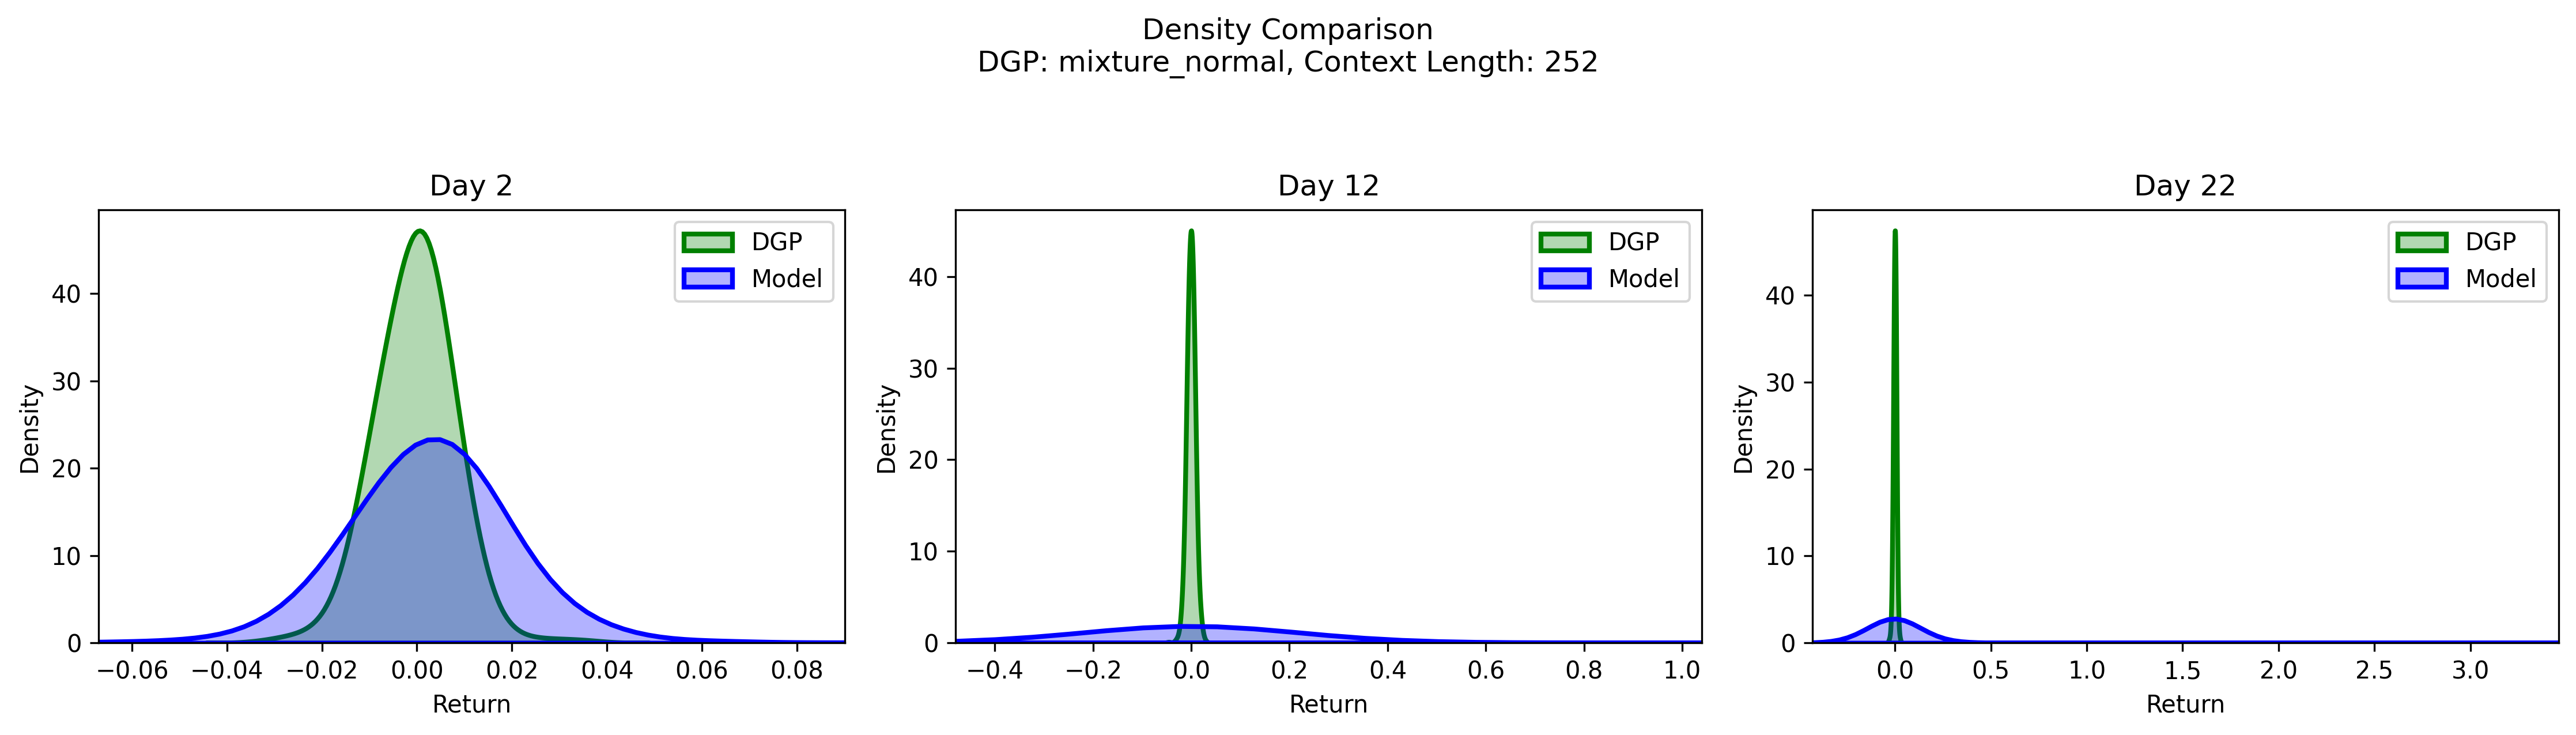 Density Comparison
DGP: mixture_normal, Context Length: 252
Day 2
Density
40
30
20
10
0
−0.06 −0.04 −0.02 0.00 0.02 0.04 0.06 0.08
Return
DGP
Model
Day 12
Density
40
30
20
10
0
−0.4 −0.2 0.0 0.2 0.4 0.6 0.8 1.0
Return
DGP
Model
Day 22
Density
40
30
20
10
0
0.0 0.5 1.0 1.5 2.0 2.5 3.0
Return
DGP
Model